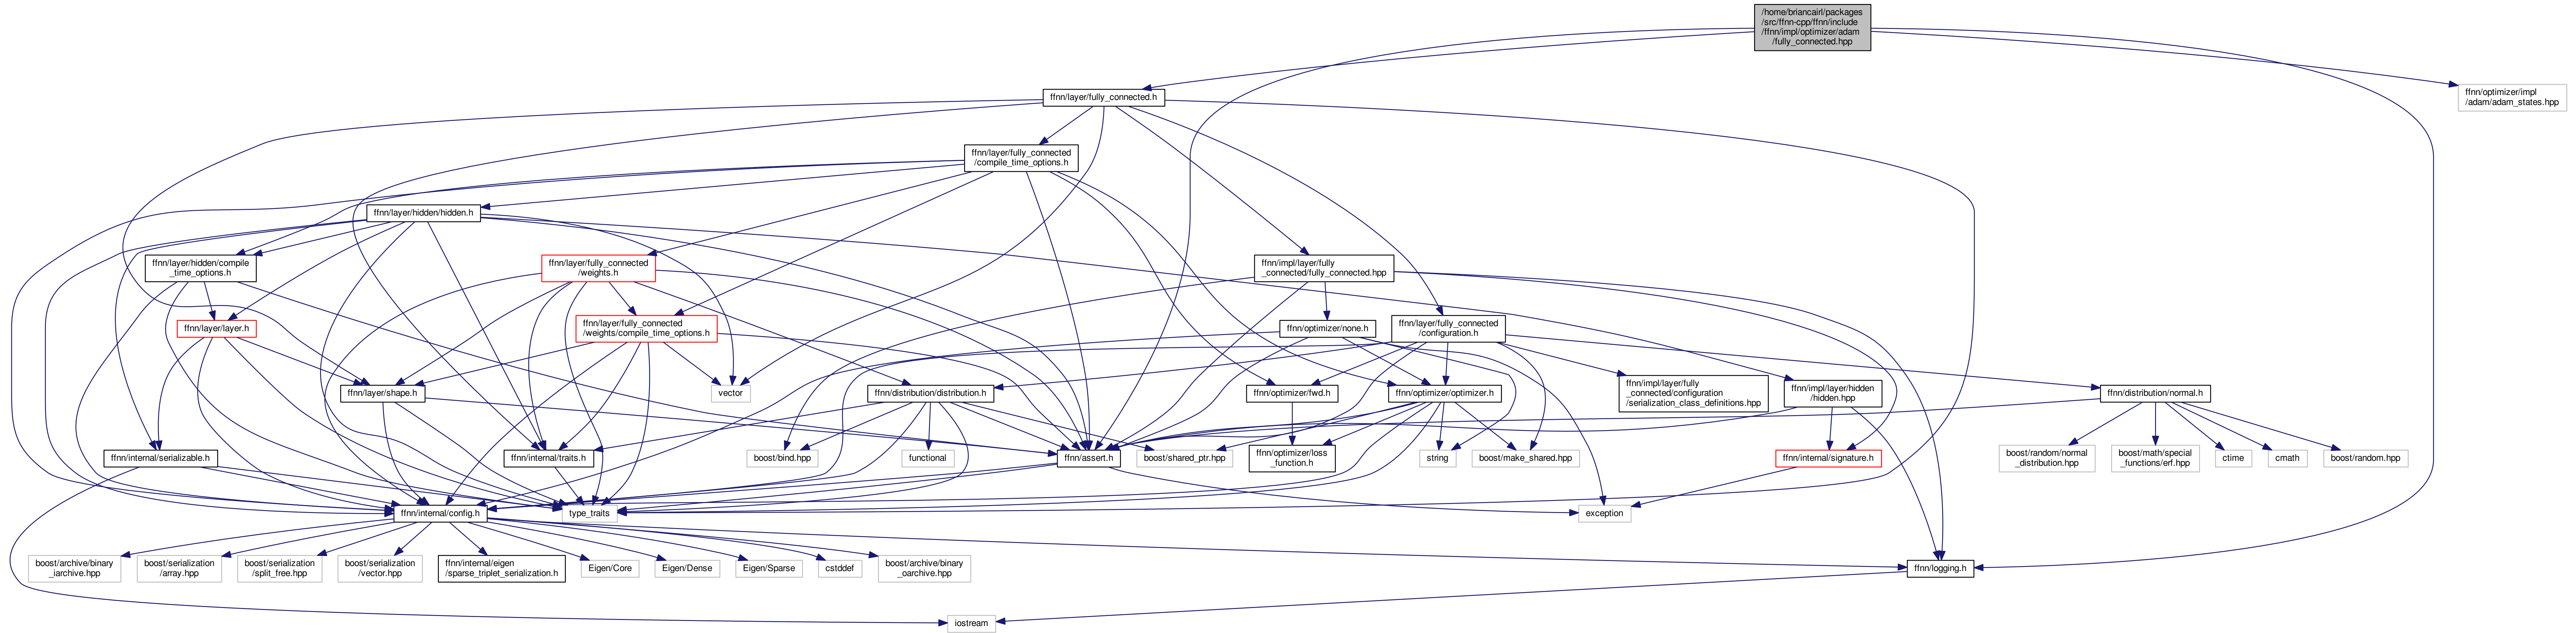 /home/briancairl/packages
/src/ffnn-cpp/ffnn/include
/ffnn/impl/optimizer/adam
/fully_connected.hpp
ffnn/layer/fully_connected.h
ffnn/optimizer/impl
/adam/adam_states.hpp
ffnn/layer/fully_connected
/compile_time_options.h
ffnn/layer/hidden/hidden.h
ffnn/layer/hidden/compile
_time_options.h
ffnn/layer/fully_connected
/weights.h
ffnn/impl/layer/fully
_connected/fully_connected.hpp
ffnn/layer/layer.h
ffnn/layer/fully_connected
/weights/compile_time_options.h
ffnn/optimizer/none.h
ffnn/layer/fully_connected
/configuration.h
ffnn/layer/shape.h
vector
ffnn/distribution/distribution.h
ffnn/optimizer/fwd.h
ffnn/optimizer/optimizer.h
ffnn/impl/layer/fully
_connected/configuration
/serialization_class_definitions.hpp
ffnn/impl/layer/hidden
/hidden.hpp
ffnn/distribution/normal.h
ffnn/internal/serializable.h
ffnn/internal/traits.h
boost/bind.hpp
functional
ffnn/assert.h
boost/shared_ptr.hpp
ffnn/optimizer/loss
_function.h
string
boost/make_shared.hpp
ffnn/internal/signature.h
boost/random/normal
_distribution.hpp
boost/math/special
_functions/erf.hpp
ctime
cmath
boost/random.hpp
ffnn/internal/config.h
type_traits
exception
boost/archive/binary
_iarchive.hpp
boost/serialization
/array.hpp
boost/serialization
/split_free.hpp
boost/serialization
/vector.hpp
ffnn/internal/eigen
/sparse_triplet_serialization.h
Eigen/Core
Eigen/Dense
Eigen/Sparse
cstddef
boost/archive/binary
_oarchive.hpp
ffnn/logging.h
iostream